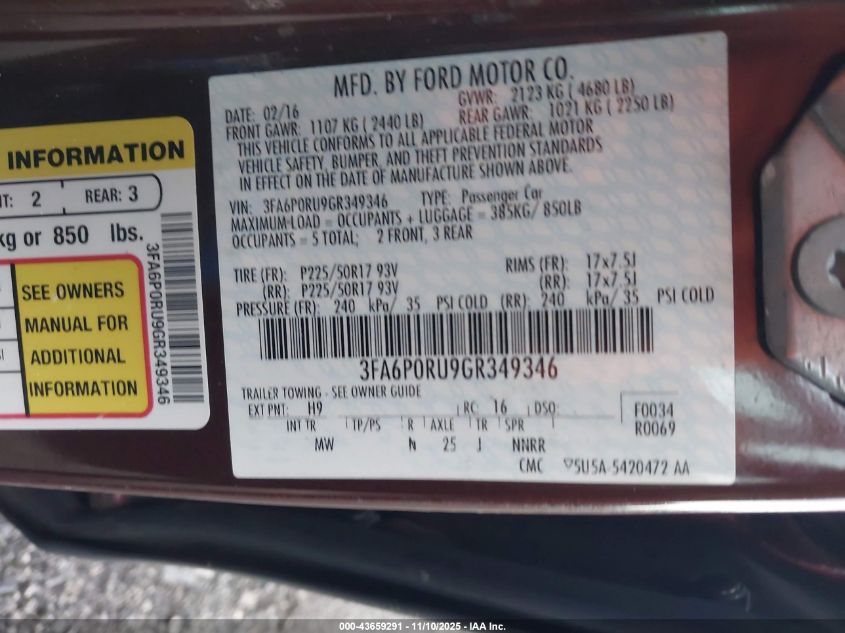 INFORMATION
NT: 2 REAR: 3
kg or 850 lbs.
SEE OWNERS
MANUAL FOR
ADDITIONAL
INFORMATION
3FA6P0RU9GR349346
MFD. BY FORD MOTOR CO.
DATE: 02/16 GVWR: 2123 KG ( 4680 LB)
FRONT GAWR: 1107 KG ( 2440 LB) REAR GAWR: 1021 KG ( 2250 LB)
THIS VEHICLE CONFORMS TO ALL APPLICABLE FEDERAL MOTOR
VEHICLE SAFETY, BUMPER, AND THEFT PREVENTION STANDARDS
IN EFFECT ON THE DATE OF MANUFACTURE SHOWN ABOVE.
VIN: 3FA6P0RU9GR349346 TYPE: Passenger Car
MAXIMUM LOAD = OCCUPANTS + LUGGAGE = 385KG/ 850LB
OCCUPANTS = 5 TOTAL; 2 FRONT, 3 REAR
TIRE (FR): P225/50R17 93V RIMS (FR): 17x7.5J
(RR): P225/50R17 93V (RR): 17x7.5J
PRESSURE (FR): 240 kPa/ 35 PSI COLD (RR): 240 kPa/ 35 PSI COLD
3FA6P0RU9GR349346
TRAILER TOWING - SEE OWNER GUIDE
EXT PNT: H9 RC: 16 DSO: F0034
INT TR TP/PS R AXLE TR SPR R0069
MW N 25 J NNRR
CMC ▽5U5A-5420472 AA
000-43659291 - 11/10/2025 - IAA Inc.